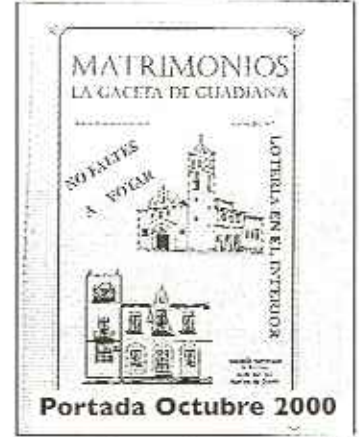 MATRIMONIOS
LA GACETA DE GUADIANA
NO FALTES
A VOTAR
LOTERIA EN EL INTERIOR
Portada Octubre 2000